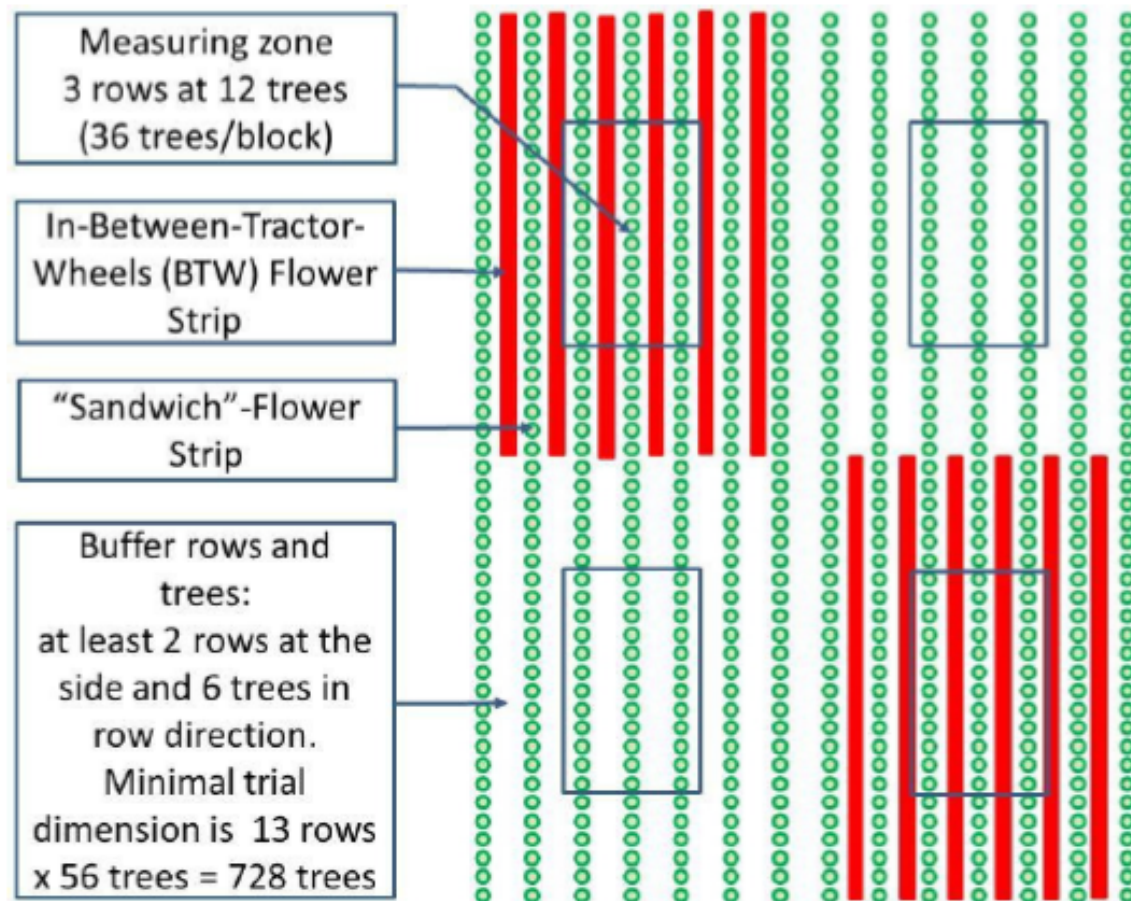 Measuring zone
3 rows at 12 trees
(36 trees/block)
In-Between-Tractor-
Wheels (BTW) Flower
Strip
“Sandwich”-Flower
Strip
Buffer rows and
trees:
at least 2 rows at the
side and 6 trees in
row direction.
Minimal trial
dimension is 13 rows
x 56 trees = 728 trees